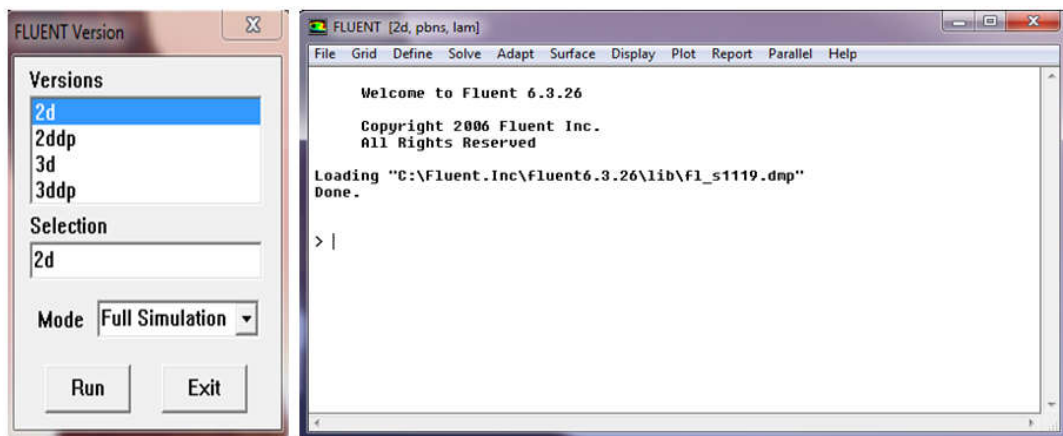 FLUENT Version
Versions
2d
2ddp
3d
3ddp
Selection
2d
Mode Full Simulation
Run Exit
FLUENT [2d, pbns, lam]
File Grid Define Solve Adapt Surface Display Plot Report Parallel Help
Welcome to Fluent 6.3.26
Copyright 2006 Fluent Inc.
All Rights Reserved
Loading "C:\Fluent.Inc\fluent6.3.26\lib\fl_s1119.dmp"
Done.
>